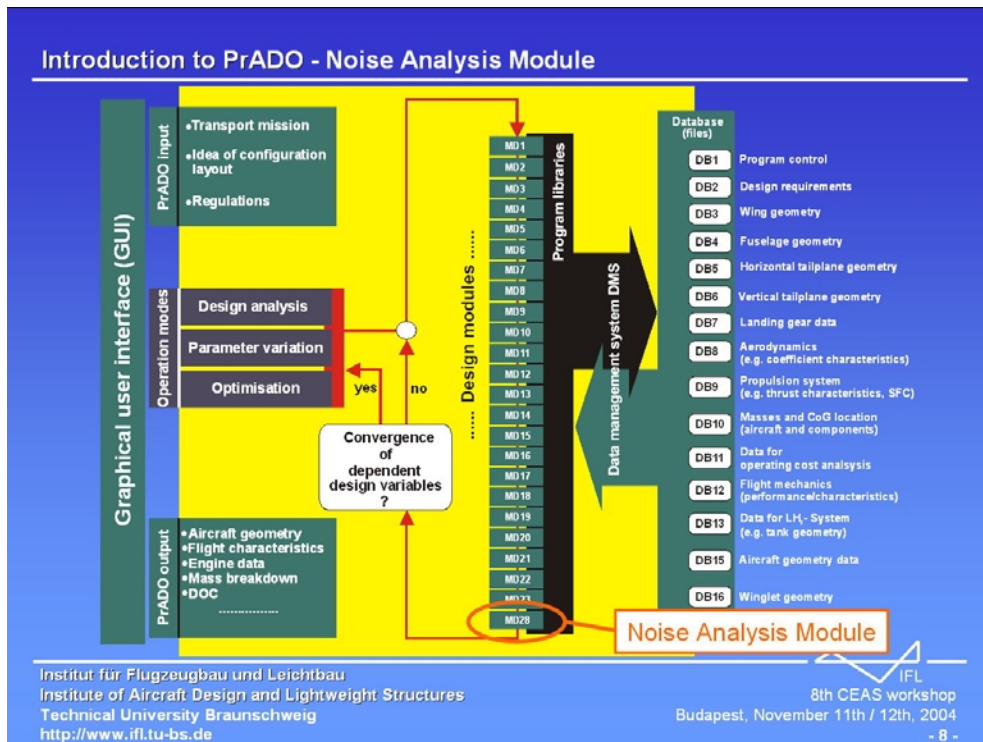 Introduction to PrADO - Noise Analysis Module
Graphical user interface (GUI)
PrADO input
•Transport mission
•Idea of configuration
layout
•Regulations
Operation modes
Design analysis
Parameter variation
Optimisation
yes
no
Convergence
of
dependent
design variables
?
PrADO output
•Aircraft geometry
•Flight characteristics
•Engine data
•Mass breakdown
•DOC
................
...... Design modules ......
MD1
MD2
MD3
MD4
MD5
MD6
MD7
MD8
MD9
MD10
MD11
MD12
MD13
MD14
MD15
MD16
MD17
MD18
MD19
MD20
MD21
MD22
MD23
MD28
Program libraries
Data management system DMS
Database
(files)
DB1 Program control
DB2 Design requirements
DB3 Wing geometry
DB4 Fuselage geometry
DB5 Horizontal tailplane geometry
DB6 Vertical tailplane geometry
DB7 Landing gear data
DB8 Aerodynamics
(e.g. coefficient characteristics)
DB9 Propulsion system
(e.g. thrust characteristics, SFC)
DB10 Masses and CoG location
(aircraft and components)
DB11 Data for
operating cost analsysis
DB12 Flight mechanics
(performance/characteristics)
DB13 Data for LH₂- System
(e.g. tank geometry)
DB15 Aircraft geometry data
DB16 Winglet geometry
Noise Analysis Module
IFL
Institut für Flugzeugbau und Leichtbau
Institute of Aircraft Design and Lightweight Structures
Technical University Braunschweig
http://www.ifl.tu-bs.de
8th CEAS workshop
Budapest, November 11th / 12th, 2004
- 8 -